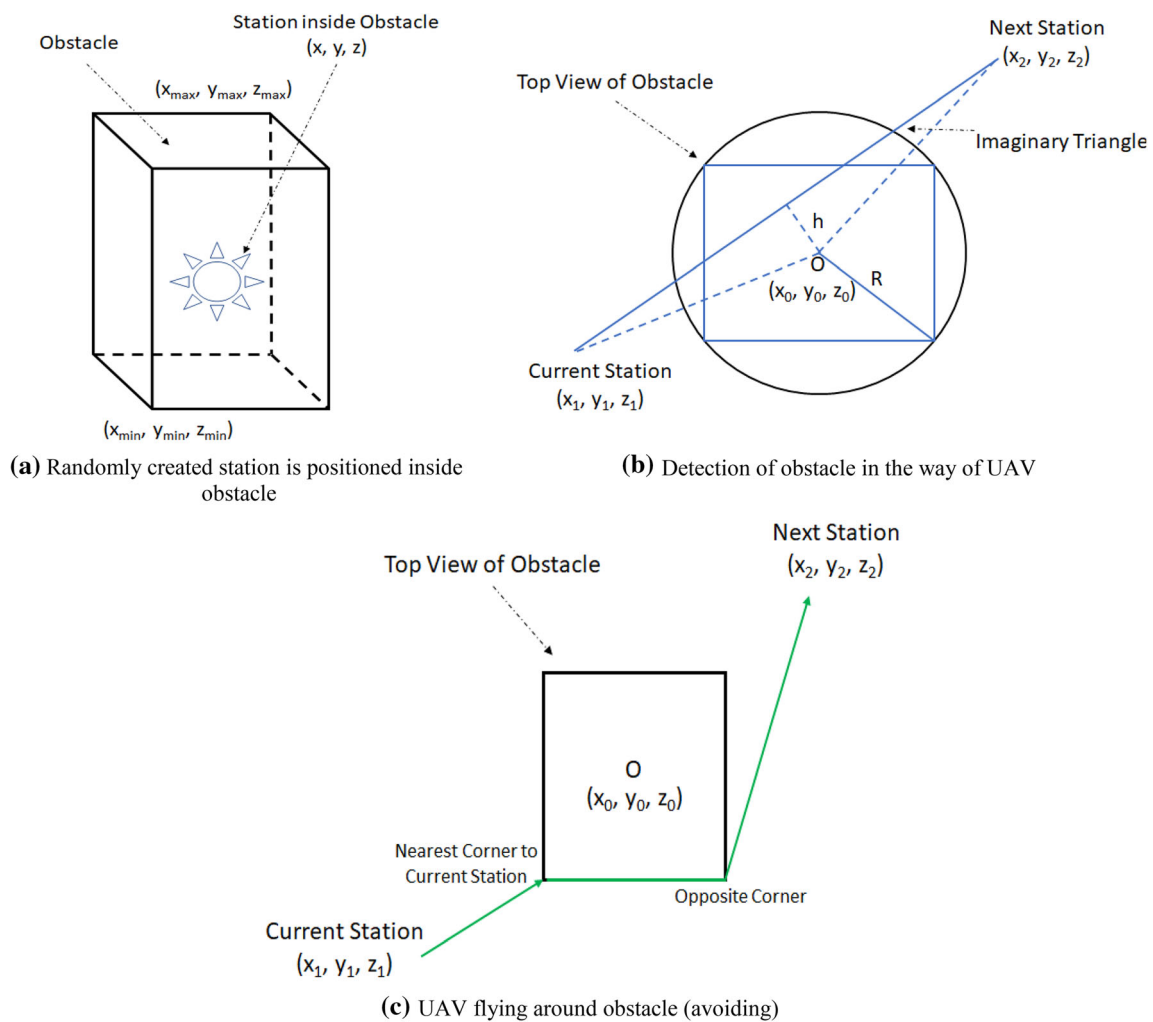 Station inside Obstacle
(x, y, z)
Obstacle
(xmax, ymax, zmax)
(xmin, ymin, zmin)
(a) Randomly created station is positioned inside
obstacle
Next Station
(x2, y2, z2)
Top View of Obstacle
Imaginary Triangle
h
O
(x0, y0, z0)
R
Current Station
(x1, y1, z1)
(b) Detection of obstacle in the way of UAV
Next Station
(x2, y2, z2)
Top View of Obstacle
O
(x0, y0, z0)
Nearest Corner to
Current Station
Opposite Corner
Current Station
(x1, y1, z1)
(c) UAV flying around obstacle (avoiding)